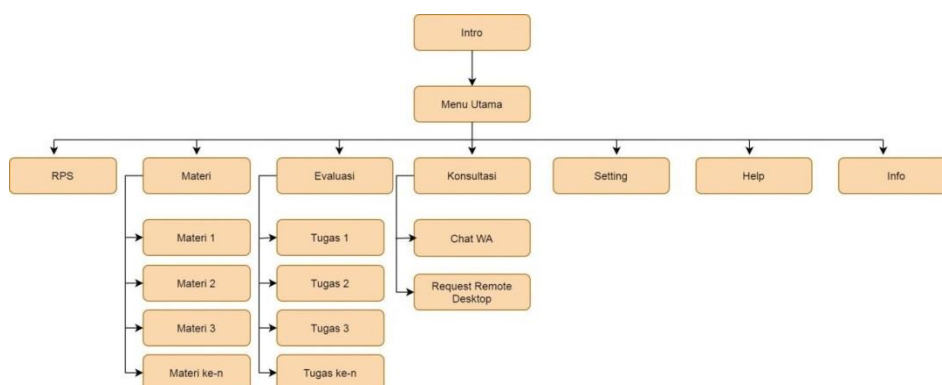 Intro
Menu Utama
RPS
Materi
Evaluasi
Konsultasi
Setting
Help
Info
Materi 1
Tugas 1
Chat WA
Materi 2
Tugas 2
Request Remote
Desktop
Materi 3
Tugas 3
Materi ke-n
Tugas ke-n